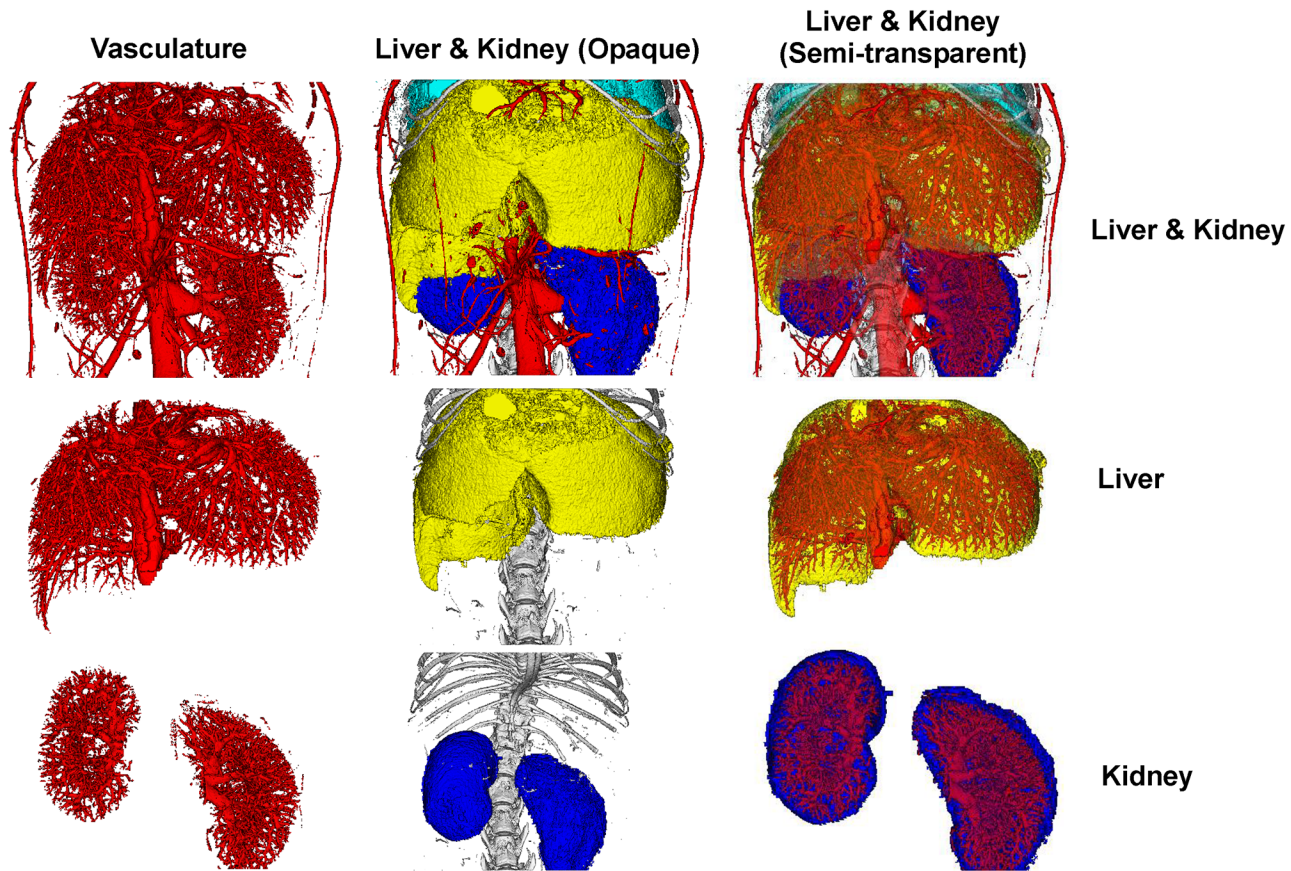 Vasculature
Liver & Kidney (Opaque)
Liver & Kidney
(Semi-transparent)
Liver & Kidney
Liver
Kidney